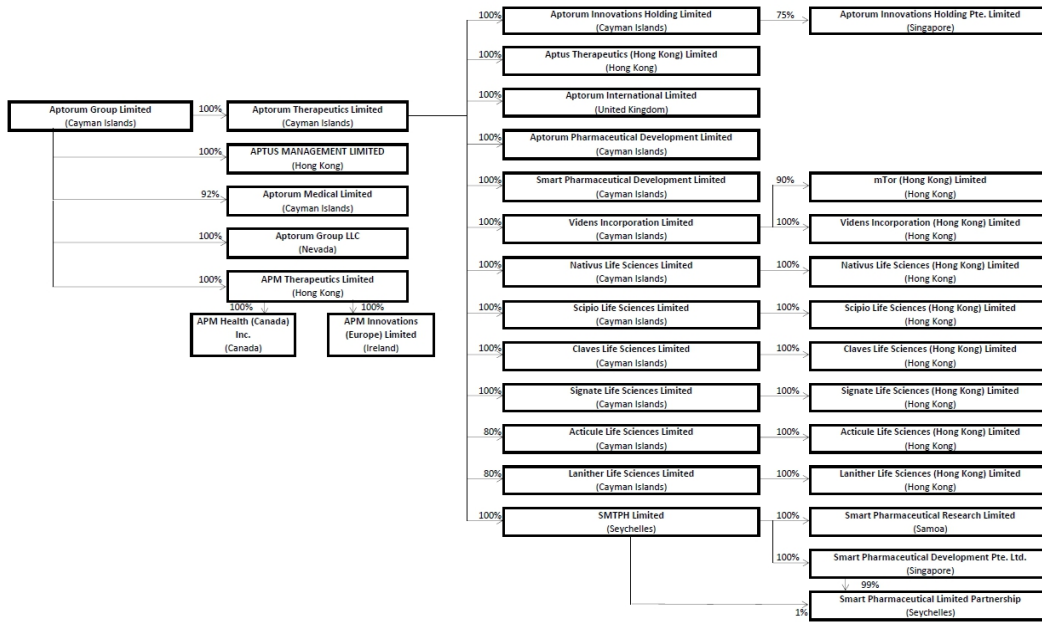 100%
Aptorum Innovations Holding Limited
(Cayman Islands)
75%
Aptorum Innovations Holding Pte. Limited
(Singapore)
100%
Aptus Therapeutics (Hong Kong) Limited
(Hong Kong)
Aptorum Group Limited
(Cayman Islands)
100%
Aptorum Therapeutics Limited
(Cayman Islands)
100%
Aptorum International Limited
(United Kingdom)
100%
APTUS MANAGEMENT LIMITED
(Hong Kong)
100%
Aptorum Pharmaceutical Development Limited
(Cayman Islands)
92%
Aptorum Medical Limited
(Cayman Islands)
100%
Smart Pharmaceutical Development Limited
(Cayman Islands)
90%
mTor (Hong Kong) Limited
(Hong Kong)
100%
Aptorum Group LLC
(Nevada)
100%
Videns Incorporation Limited
(Cayman Islands)
100%
Videns Incorporation (Hong Kong) Limited
(Hong Kong)
100%
APM Therapeutics Limited
(Hong Kong)
100%
Nativus Life Sciences Limited
(Cayman Islands)
100%
Nativus Life Sciences (Hong Kong) Limited
(Hong Kong)
100%
100%
APM Health (Canada)
Inc.
(Canada)
APM Innovations
(Europe) Limited
(Ireland)
100%
Scipio Life Sciences Limited
(Cayman Islands)
100%
Scipio Life Sciences (Hong Kong) Limited
(Hong Kong)
100%
Claves Life Sciences Limited
(Cayman Islands)
100%
Claves Life Sciences (Hong Kong) Limited
(Hong Kong)
100%
Signate Life Sciences Limited
(Cayman Islands)
100%
Signate Life Sciences (Hong Kong) Limited
(Hong Kong)
80%
Acticule Life Sciences Limited
(Cayman Islands)
100%
Acticule Life Sciences (Hong Kong) Limited
(Hong Kong)
80%
Lanither Life Sciences Limited
(Cayman Islands)
100%
Lanither Life Sciences (Hong Kong) Limited
(Hong Kong)
100%
SMTPH Limited
(Seychelles)
100%
Smart Pharmaceutical Research Limited
(Samoa)
100%
Smart Pharmaceutical Development Pte. Ltd.
(Singapore)
99%
1%
Smart Pharmaceutical Limited Partnership
(Seychelles)